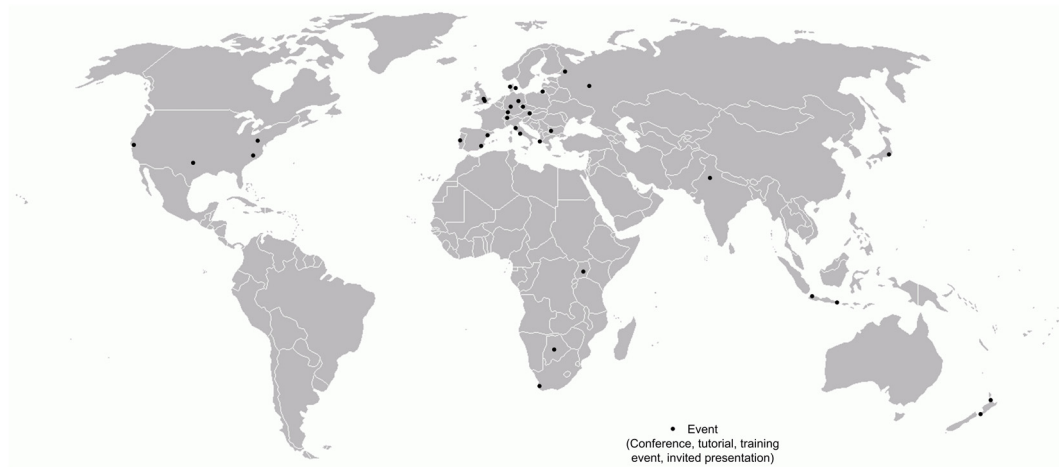 Event
(Conference, tutorial, training
event, invited presentation)